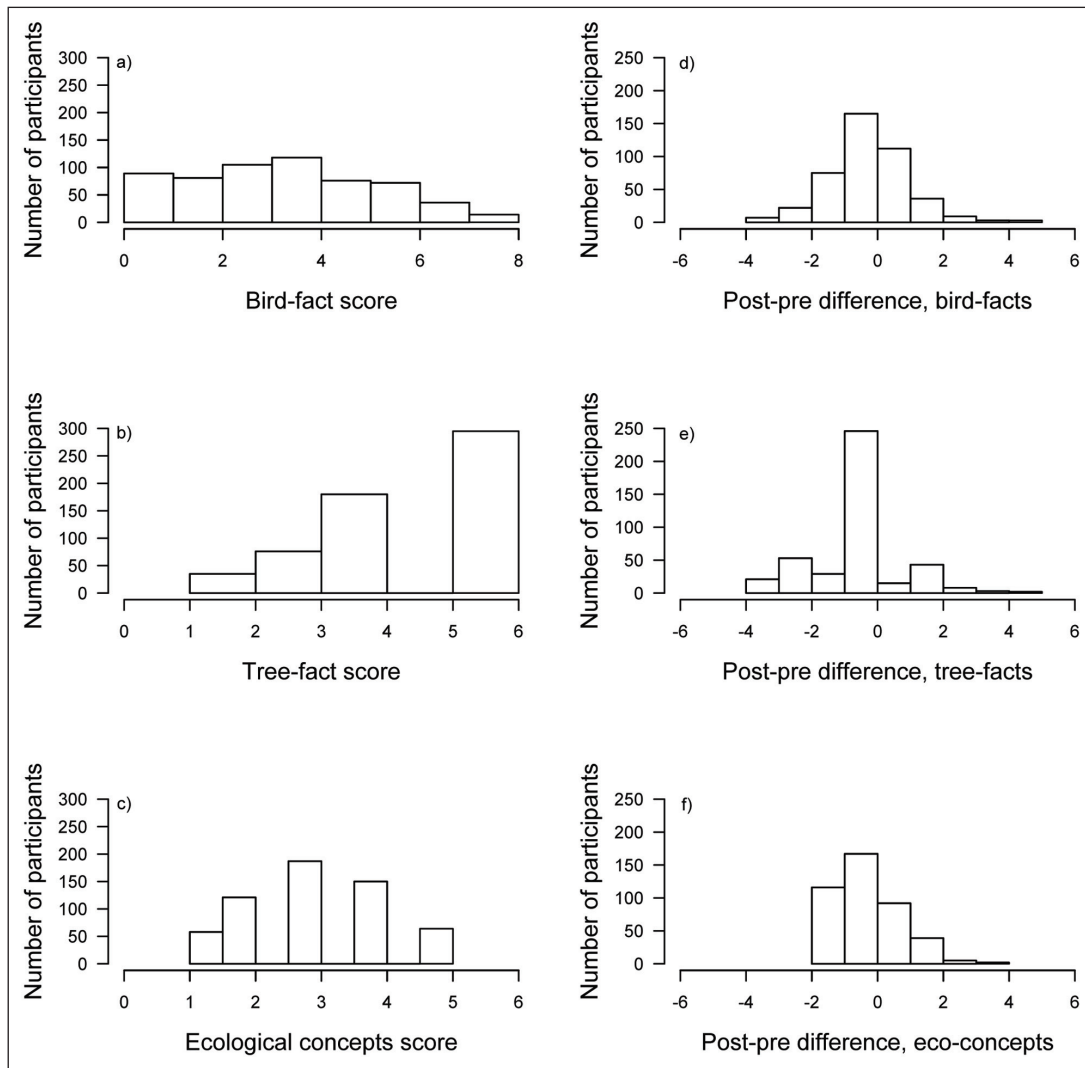 a)
Number of participants
300
250
200
150
100
50
0
0 2 4 6 8
Bird-fact score
d)
Number of participants
250
200
150
100
50
0
-6 -4 -2 0 2 4 6
Post-pre difference, bird-facts
b)
Number of participants
300
250
200
150
100
50
0
0 1 2 3 4 5 6
Tree-fact score
e)
Number of participants
250
200
150
100
50
0
-6 -4 -2 0 2 4 6
Post-pre difference, tree-facts
c)
Number of participants
300
250
200
150
100
50
0
0 1 2 3 4 5 6
Ecological concepts score
f)
Number of participants
250
200
150
100
50
0
-6 -4 -2 0 2 4 6
Post-pre difference, eco-concepts